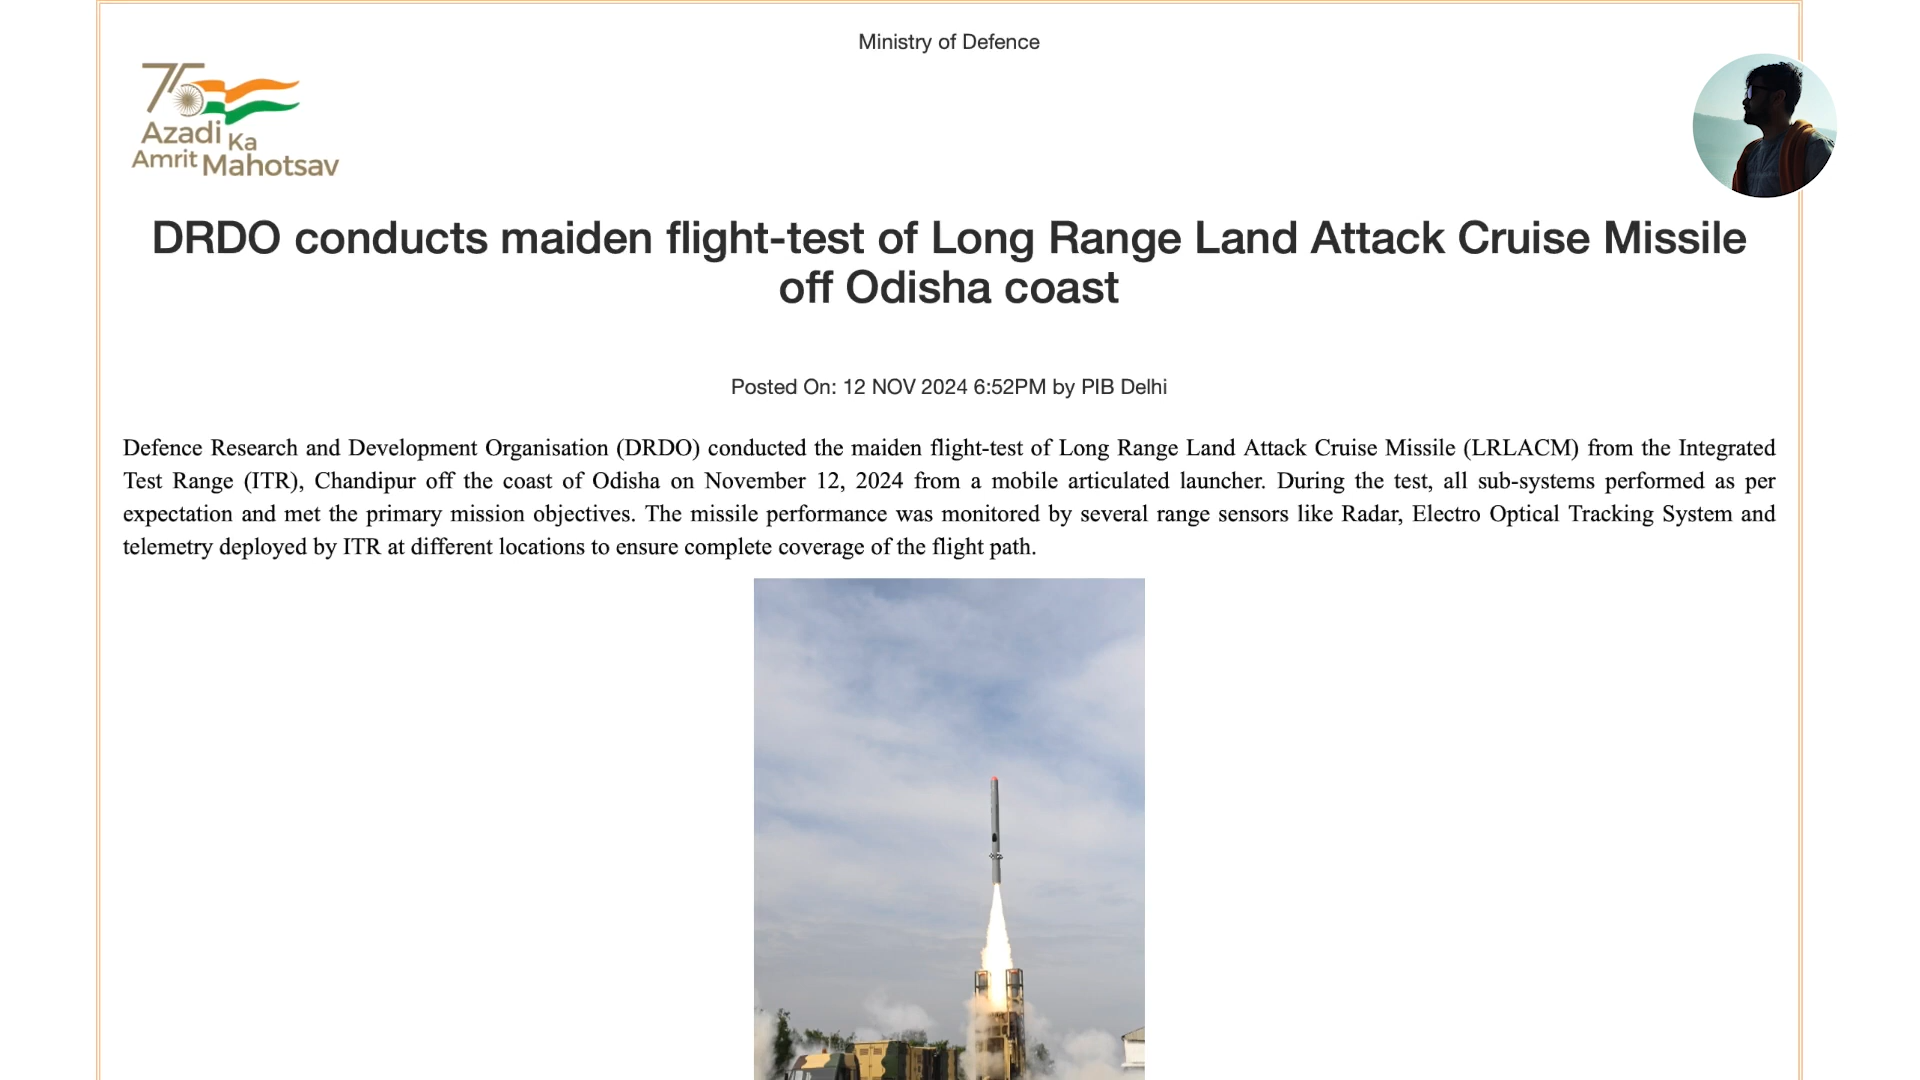 Ministry of Defence
75
Azadi Ka
Amrit Mahotsav
DRDO conducts maiden flight-test of Long Range Land Attack Cruise Missile
off Odisha coast
Posted On: 12 NOV 2024 6:52PM by PIB Delhi
Defence Research and Development Organisation (DRDO) conducted the maiden flight-test of Long Range Land Attack Cruise Missile (LRLACM) from the Integrated
Test Range (ITR), Chandipur off the coast of Odisha on November 12, 2024 from a mobile articulated launcher. During the test, all sub-systems performed as per
expectation and met the primary mission objectives. The missile performance was monitored by several range sensors like Radar, Electro Optical Tracking System and
telemetry deployed by ITR at different locations to ensure complete coverage of the flight path.